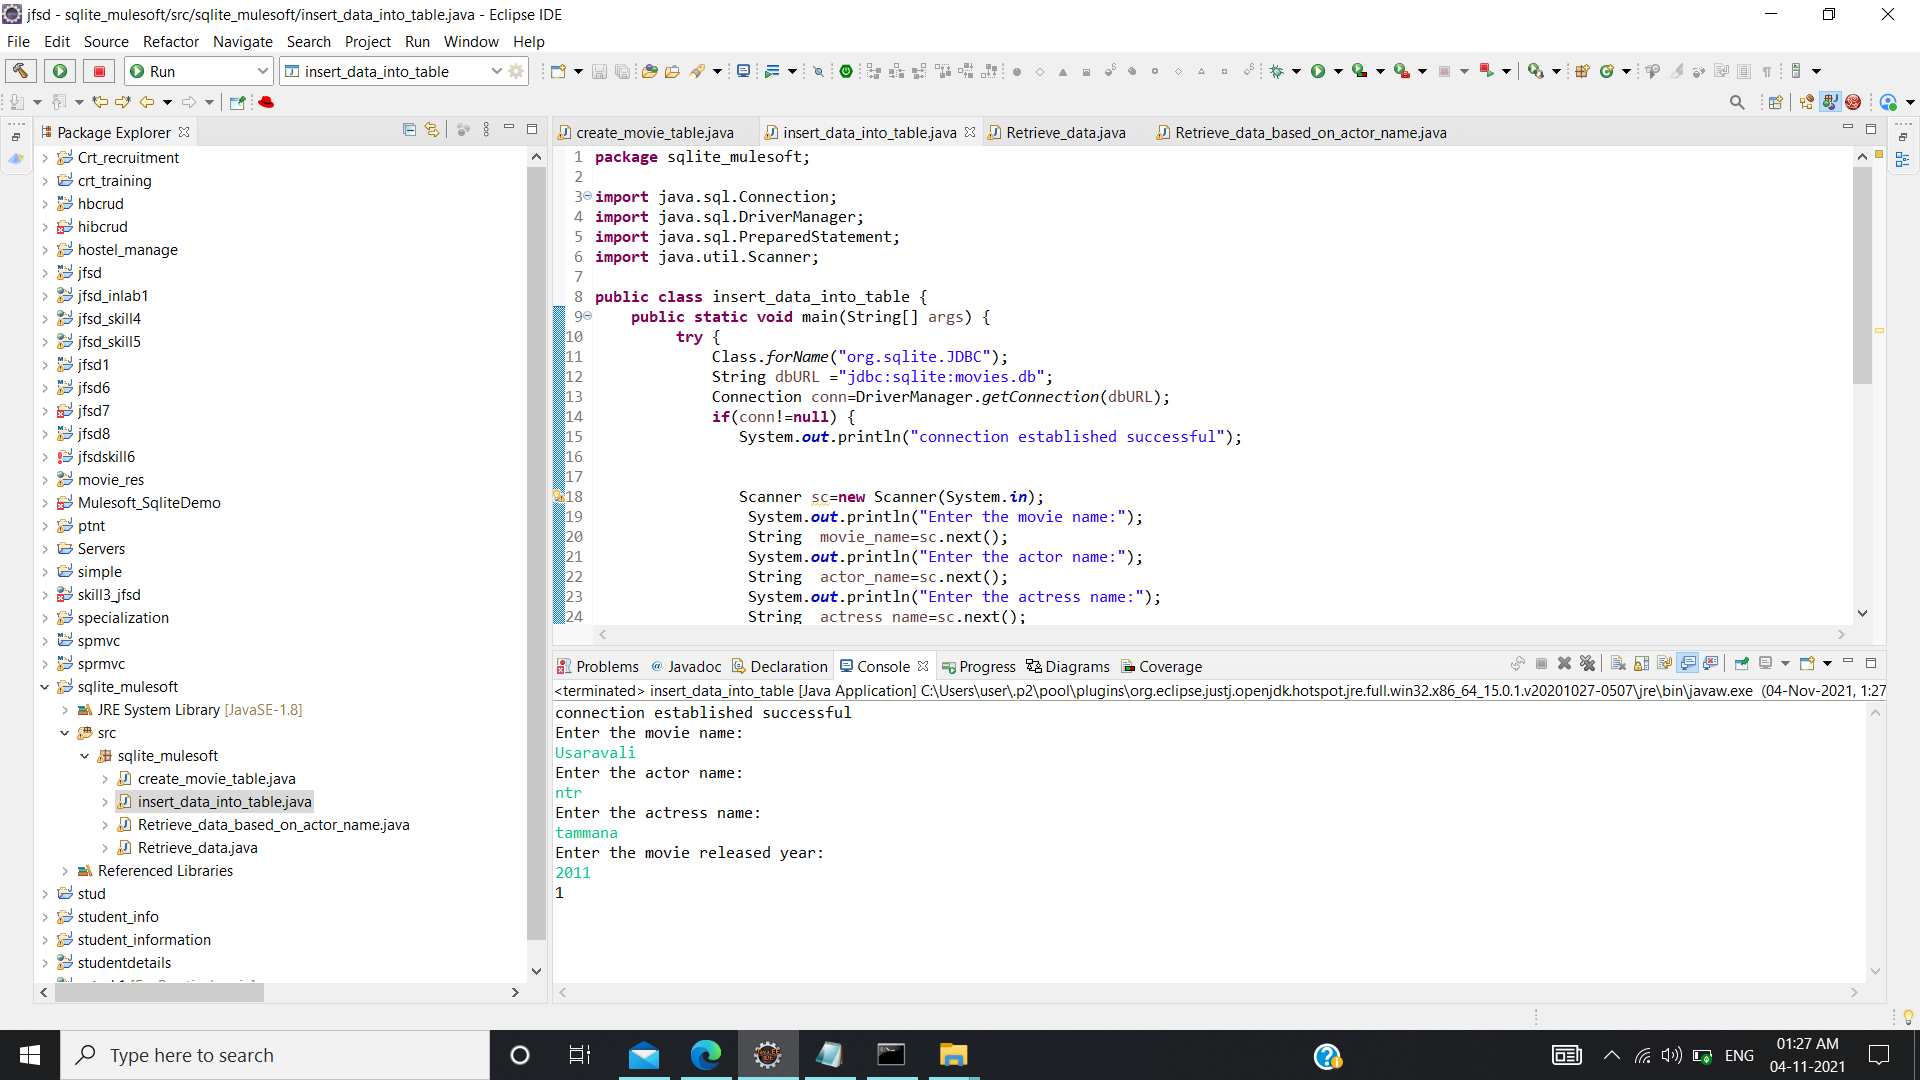 jfsd - sqlite_mulesoft/src/sqlite_mulesoft/insert_data_into_table.java - Eclipse IDE
File Edit Source Refactor Navigate Search Project Run Window Help
Run
insert_data_into_table
Package Explorer
Crt_recruitment
crt_training
hbcrud
hibcrud
hostel_manage
jfsd
jfsd_inlab1
jfsd_skill4
jfsd_skill5
jfsd1
jfsd6
jfsd7
jfsd8
jfsdskill6
movie_res
Mulesoft_SqliteDemo
ptnt
Servers
simple
skill3_jfsd
specialization
spmvc
sprmvc
sqlite_mulesoft
JRE System Library [JavaSE-1.8]
src
sqlite_mulesoft
create_movie_table.java
insert_data_into_table.java
Retrieve_data_based_on_actor_name.java
Retrieve_data.java
Referenced Libraries
stud
student_info
student_information
studentdetails
create_movie_table.java insert_data_into_table.java Retrieve_data.java Retrieve_data_based_on_actor_name.java
1 package sqlite_mulesoft;
2
3 import java.sql.Connection;
4 import java.sql.DriverManager;
5 import java.sql.PreparedStatement;
6 import java.util.Scanner;
7
8 public class insert_data_into_table {
9 public static void main(String[] args) {
10 try {
11 Class.forName("org.sqlite.JDBC");
12 String dbURL ="jdbc:sqlite:movies.db";
13 Connection conn=DriverManager.getConnection(dbURL);
14 if(conn!=null) {
15 System.out.println("connection established successful");
16
17
18 Scanner sc=new Scanner(System.in);
19 System.out.println("Enter the movie name:");
20 String movie_name=sc.next();
21 System.out.println("Enter the actor name:");
22 String actor_name=sc.next();
23 System.out.println("Enter the actress name:");
24 String actress_name=sc.next();
Problems Javadoc Declaration Console Progress Diagrams Coverage
<terminated> insert_data_into_table [Java Application] C:\Users\user\.p2\pool\plugins\org.eclipse.justj.openjdk.hotspot.jre.full.win32.x86_64_15.0.1.v20201027-0507\jre\bin\javaw.exe (04-Nov-2021, 1:27
connection established successful
Enter the movie name:
Usaravali
Enter the actor name:
ntr
Enter the actress name:
tammana
Enter the movie released year:
2011
1
Type here to search
ENG
01:27 AM
04-11-2021